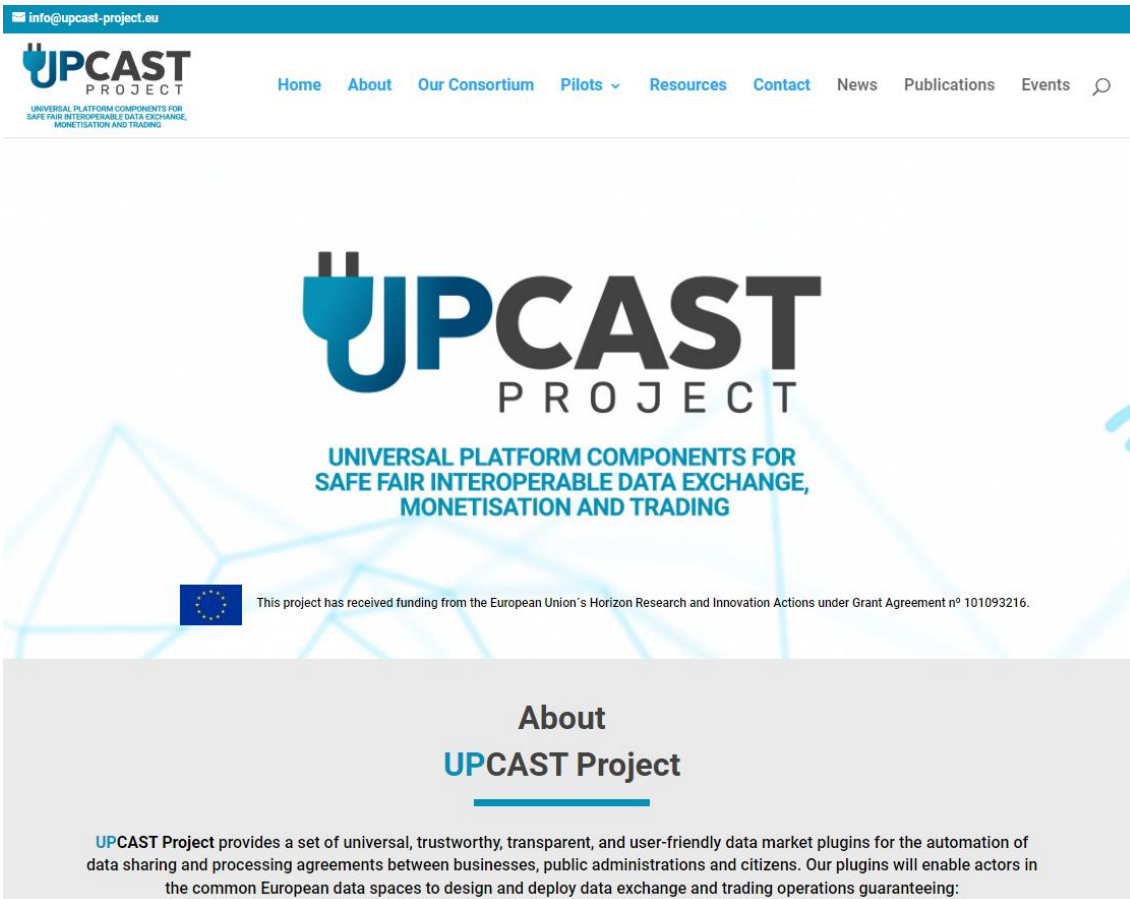 info@upcast-project.eu
UPCAST
PROJECT
UNIVERSAL PLATFORM COMPONENTS FOR
SAFE FAIR INTEROPERABLE DATA EXCHANGE,
MONETISATION AND TRADING
Home About Our Consortium Pilots Resources Contact News Publications Events
UPCAST
PROJECT
UNIVERSAL PLATFORM COMPONENTS FOR
SAFE FAIR INTEROPERABLE DATA EXCHANGE,
MONETISATION AND TRADING
This project has received funding from the European Union´s Horizon Research and Innovation Actions under Grant Agreement nº 101093216.
About
UPCAST Project
UPCAST Project provides a set of universal, trustworthy, transparent, and user-friendly data market plugins for the automation of
data sharing and processing agreements between businesses, public administrations and citizens. Our plugins will enable actors in
the common European data spaces to design and deploy data exchange and trading operations guaranteeing: